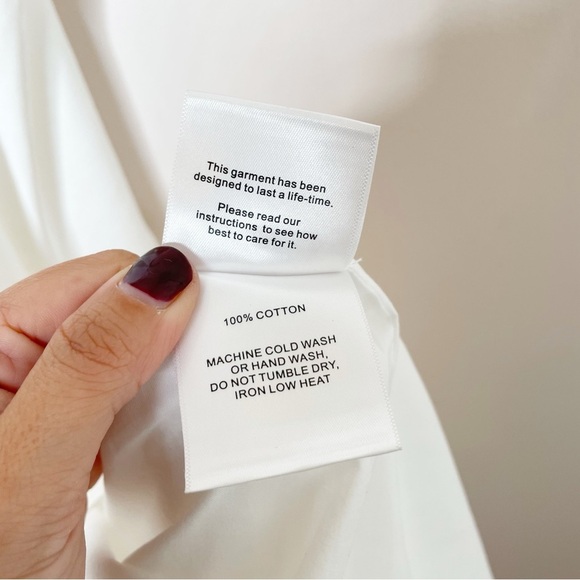 This garment has been
designed to last a life-time.
Please read our
instructions to see how
best to care for it.
100% COTTON
MACHINE COLD WASH
OR HAND WASH,
DO NOT TUMBLE DRY,
IRON LOW HEAT